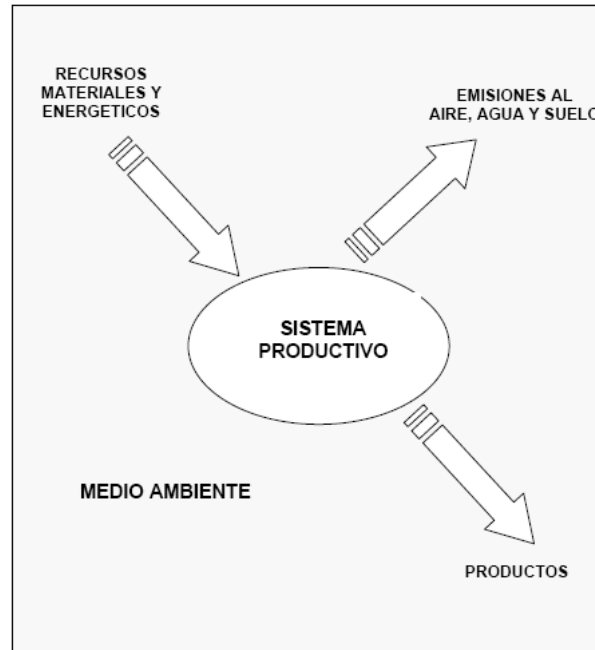 RECURSOS
MATERIALES Y
ENERGETICOS
EMISIONES AL
AIRE, AGUA Y SUELO
SISTEMA
PRODUCTIVO
MEDIO AMBIENTE
PRODUCTOS